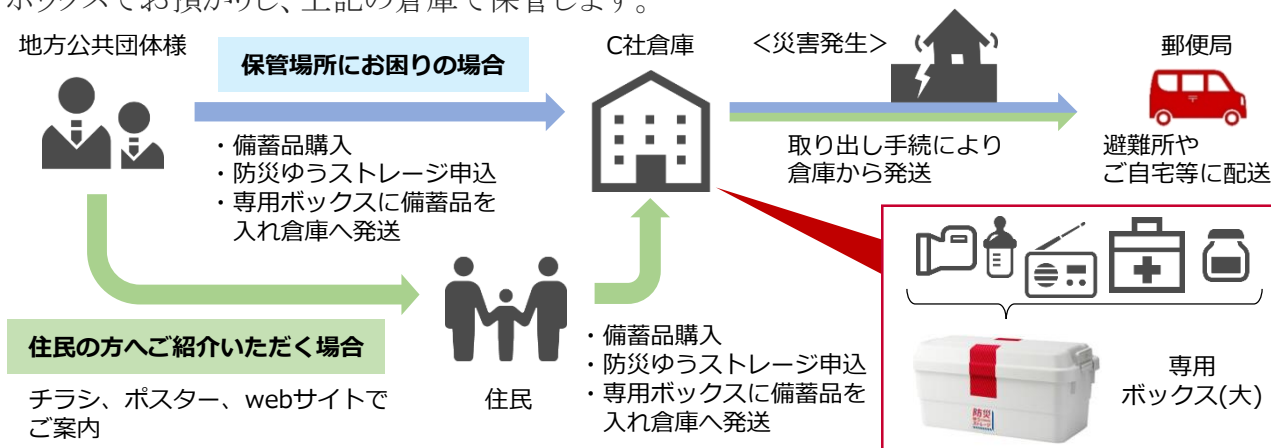 ボックスでお預かりし、上記の倉庫で保管します。
地方公共団体様
保管場所にお困りの場合
C社倉庫
＜災害発生＞
郵便局
・備蓄品購入
・防災ゆうストレージ申込
・専用ボックスに備蓄品を
入れ倉庫へ発送
取り出し手続により
倉庫から発送
避難所や
ご自宅等に配送
住民の方へご紹介いただく場合
チラシ、ポスター、webサイトで
ご案内
住民
・備蓄品購入
・防災ゆうストレージ申込
・専用ボックスに備蓄品を
入れ倉庫へ発送
防災
ストレージ
専用
ボックス(大)